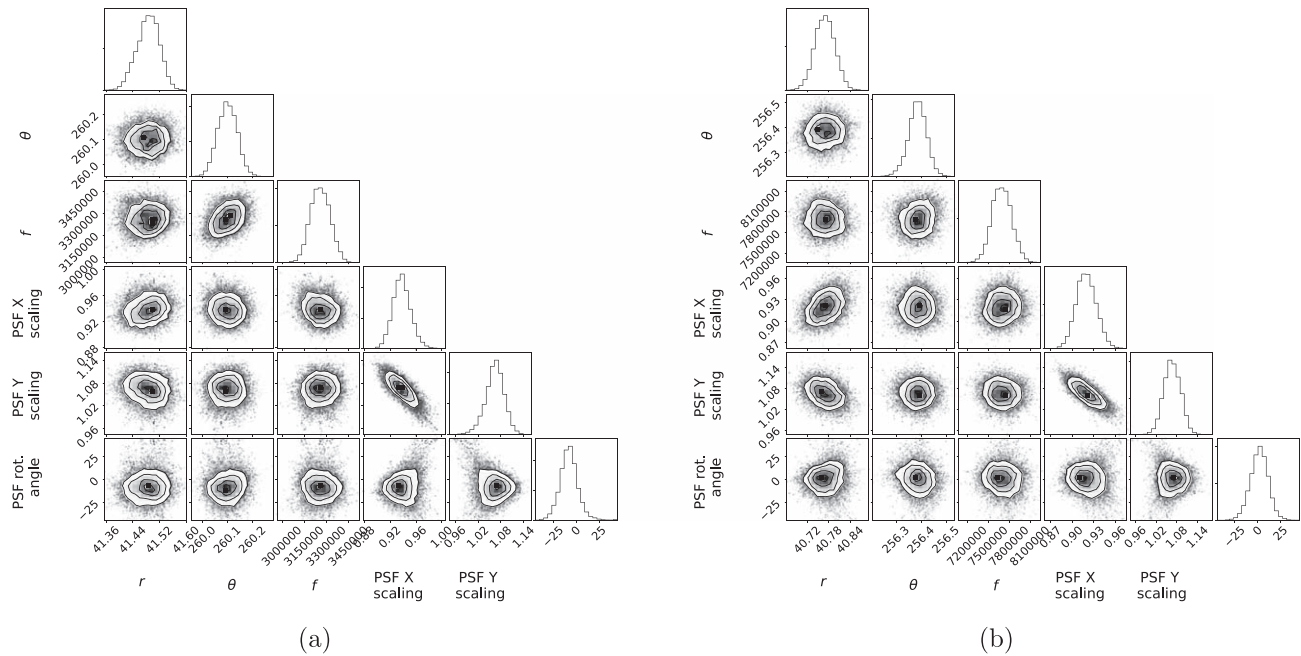 θ
260.2
260.1
260.0
f
3450000
3300000
3150000
3000000
PSF X
scaling
1.00
0.96
0.92
0.88
PSF Y
scaling
1.14
1.08
1.02
0.96
PSF rot.
angle
25
0
−25
41.36
41.44
41.52
41.60
260.0
260.1
260.2
3000000
3150000
3300000
3450000
0.88
0.92
0.96
1.00
0.96
1.02
1.08
1.14
−25
0
25
r
θ
f
PSF X
scaling
PSF Y
scaling
(a)
θ
256.5
256.4
256.3
f
8100000
7800000
7500000
7200000
PSF X
scaling
0.96
0.93
0.90
0.87
PSF Y
scaling
1.14
1.08
1.02
0.96
PSF rot.
angle
25
0
−25
40.72
40.78
40.84
256.3
256.4
256.5
7200000
7500000
7800000
8100000
0.87
0.90
0.93
0.96
0.96
1.02
1.08
1.14
−25
0
25
r
θ
f
PSF X
scaling
PSF Y
scaling
(b)